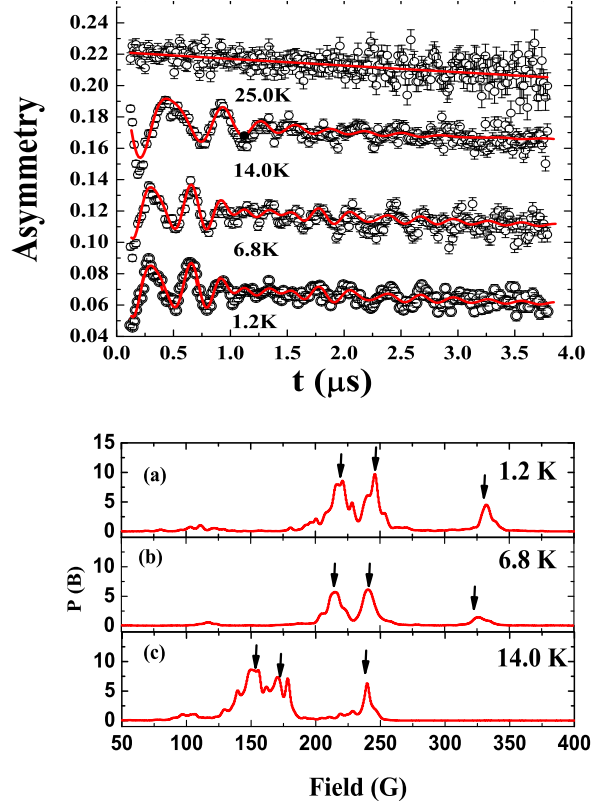 0.24
0.22
0.20
0.18
0.16
0.14
0.12
0.10
0.08
0.06
0.04
Asymmetry
25.0K
14.0K
6.8K
1.2K
0.0 0.5 1.0 1.5 2.0 2.5 3.0 3.5 4.0
t (μs)
15
10
5
0
(a)
1.2 K
10
5
0
(b)
6.8 K
P (B)
10
5
0
(c)
14.0 K
50 100 150 200 250 300 350 400
Field (G)